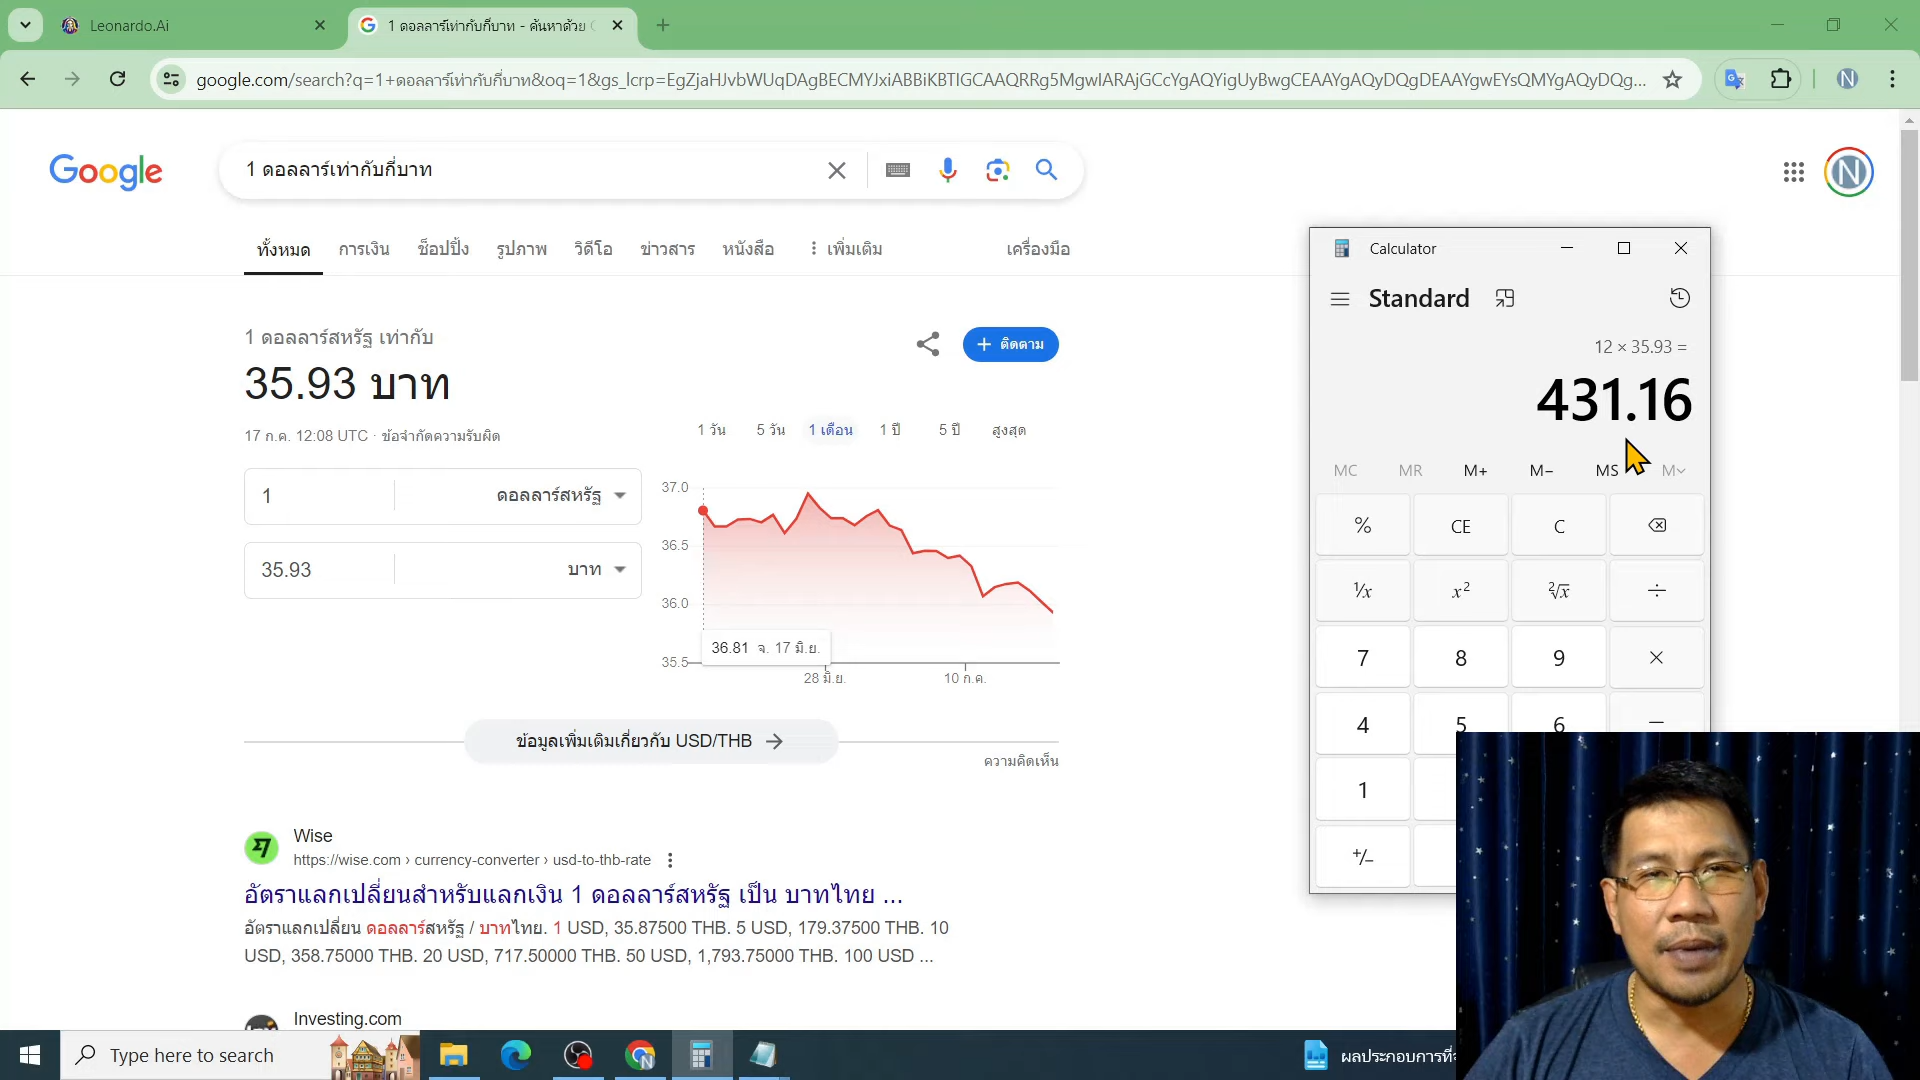 Leonardo.Ai
1 ดอลลาร์เท่ากับกี่บาท - ค้นหาด้วย
google.com/search?q=1+ดอลลาร์เท่ากับกี่บาท&oq=1&gs_lcrp=EgZjaHJvbWUqDAgBECMYJxiABBiKBTIGCAAQRRg5MgwIARAjGCcYgAQYigUyBwgCEAAYgAQyDQgDEAAYgwEYsQMYgAQyDQg...
N
Google
1 ดอลลาร์เท่ากับกี่บาท
N
ทั้งหมด
การเงิน
ช็อปปิ้ง
รูปภาพ
วิดีโอ
ข่าวสาร
หนังสือ
เพิ่มเติม
เครื่องมือ
1 ดอลลาร์สหรัฐ เท่ากับ
35.93 บาท
17 ก.ค. 12:08 UTC · ข้อจำกัดความรับผิด
ติดตาม
1 วัน
5 วัน
1 เดือน
1 ปี
5 ปี
สูงสุด
1 ดอลลาร์สหรัฐ
35.93 บาท
37.0
36.5
36.0
35.5
36.81 จ. 17 มิ.ย.
28 มิ.ย.
10 ก.ค.
ข้อมูลเพิ่มเติมเกี่ยวกับ USD/THB
ความคิดเห็น
Wise
https://wise.com › currency-converter › usd-to-thb-rate
อัตราแลกเปลี่ยนสำหรับแลกเงิน 1 ดอลลาร์สหรัฐ เป็น บาทไทย ...
อัตราแลกเปลี่ยน ดอลลาร์สหรัฐ / บาทไทย. 1 USD, 35.87500 THB. 5 USD, 179.37500 THB. 10
USD, 358.75000 THB. 20 USD, 717.50000 THB. 50 USD, 1,793.75000 THB. 100 USD ...
Investing.com
Calculator
Standard
12 × 35.93 =
431.16
MC MR M+ M− MS M
% CE C
¹/x x² ²√x ÷
7 8 9 ×
4 5 6 −
1
+/−
Type here to search
N
ผลประกอบการที่